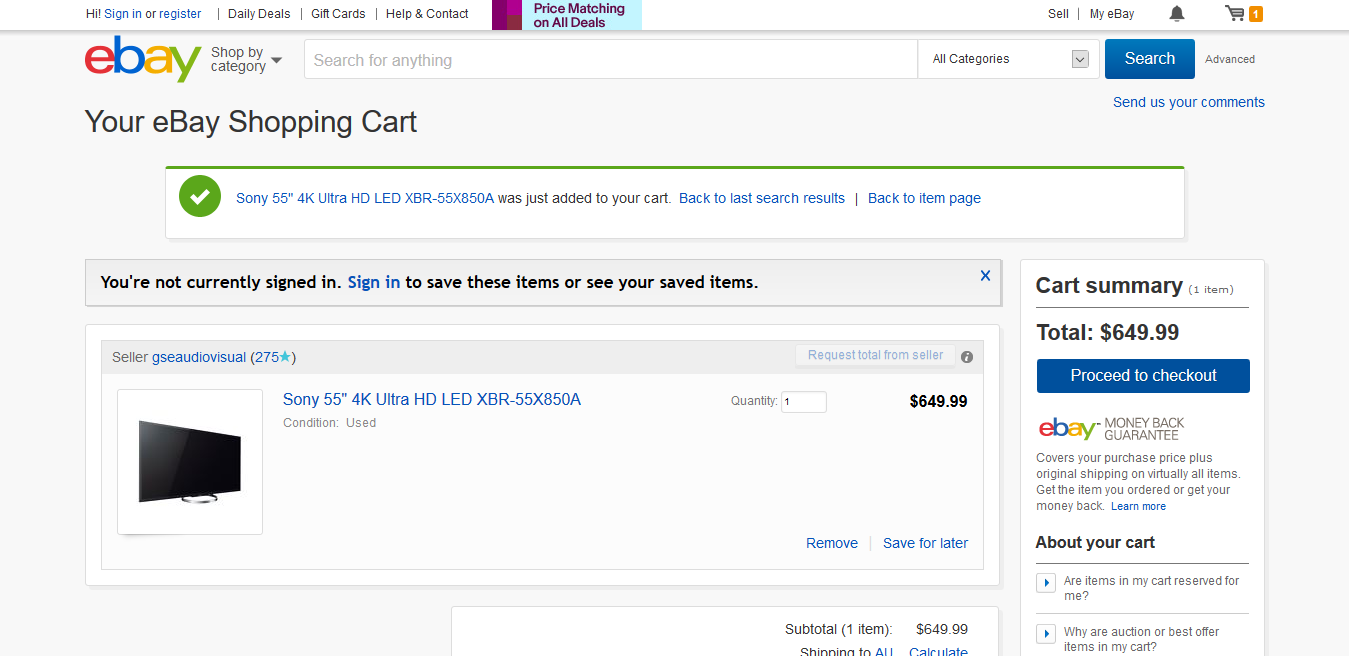 Hi! Sign in or register | Daily Deals | Gift Cards | Help & Contact
Price Matching
on All Deals
Sell | My eBay
1
ebay
Shop by
category
Search for anything
All Categories
Search
Advanced
Send us your comments
Your eBay Shopping Cart
Sony 55" 4K Ultra HD LED XBR-55X850A was just added to your cart. Back to last search results | Back to item page
You're not currently signed in. Sign in to save these items or see your saved items.
X
Seller gseaudiovisual (275★)
Request total from seller
i
Sony 55" 4K Ultra HD LED XBR-55X850A
Condition: Used
Quantity: 1
$649.99
Remove | Save for later
Subtotal (1 item): $649.99
Shipping to AU Calculate
Cart summary (1 item)
Total: $649.99
Proceed to checkout
ebay™ MONEY BACK
GUARANTEE
Covers your purchase price plus
original shipping on virtually all items.
Get the item you ordered or get your
money back. Learn more
About your cart
Are items in my cart reserved for
me?
Why are auction or best offer
items in my cart?